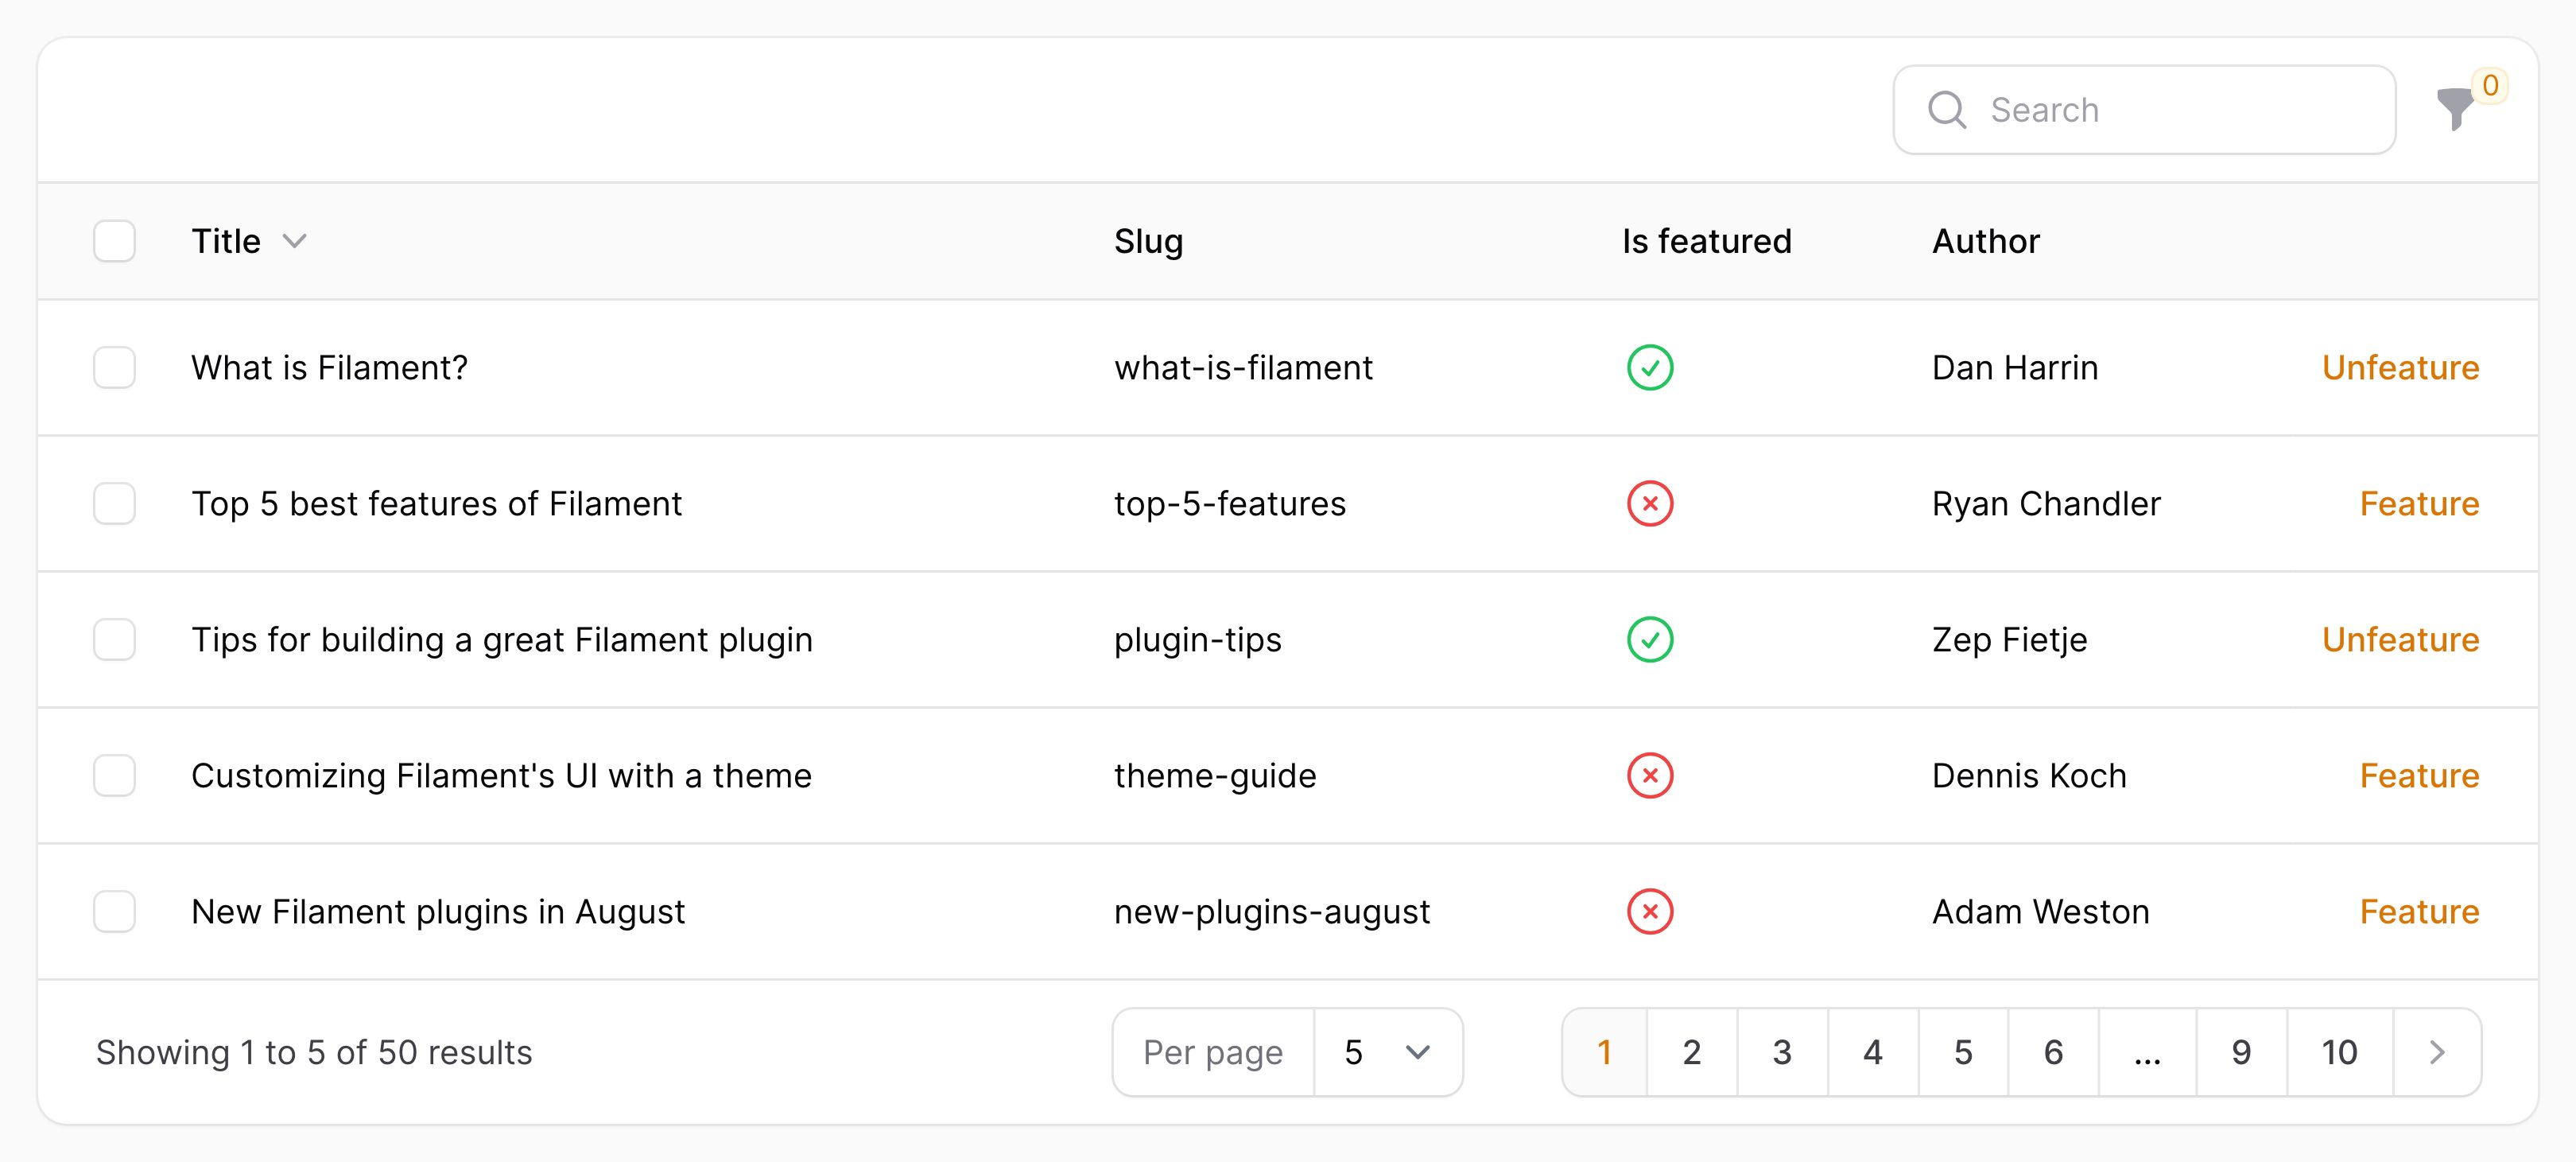 Search 0
Title Slug Is featured Author
What is Filament? what-is-filament Dan Harrin Unfeature
Top 5 best features of Filament top-5-features Ryan Chandler Feature
Tips for building a great Filament plugin plugin-tips Zep Fietje Unfeature
Customizing Filament's UI with a theme theme-guide Dennis Koch Feature
New Filament plugins in August new-plugins-august Adam Weston Feature
Showing 1 to 5 of 50 results Per page 5 1 2 3 4 5 6 ... 9 10